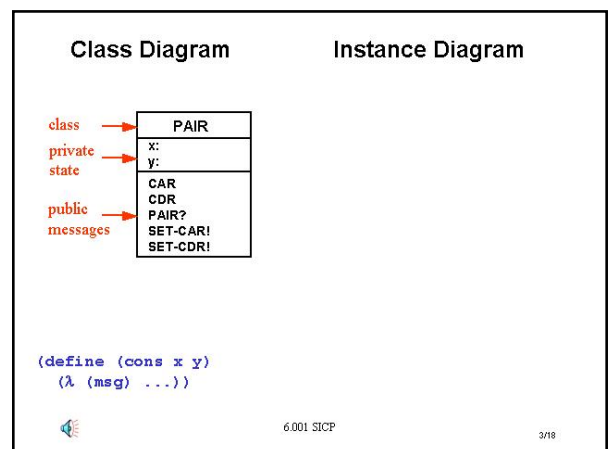 Class Diagram
Instance Diagram
class
PAIR
private
state
x:
y:
public
messages
CAR
CDR
PAIR?
SET-CAR!
SET-CDR!
(define (cons x y)
(λ (msg) ...))
6.001 SICP
3/18